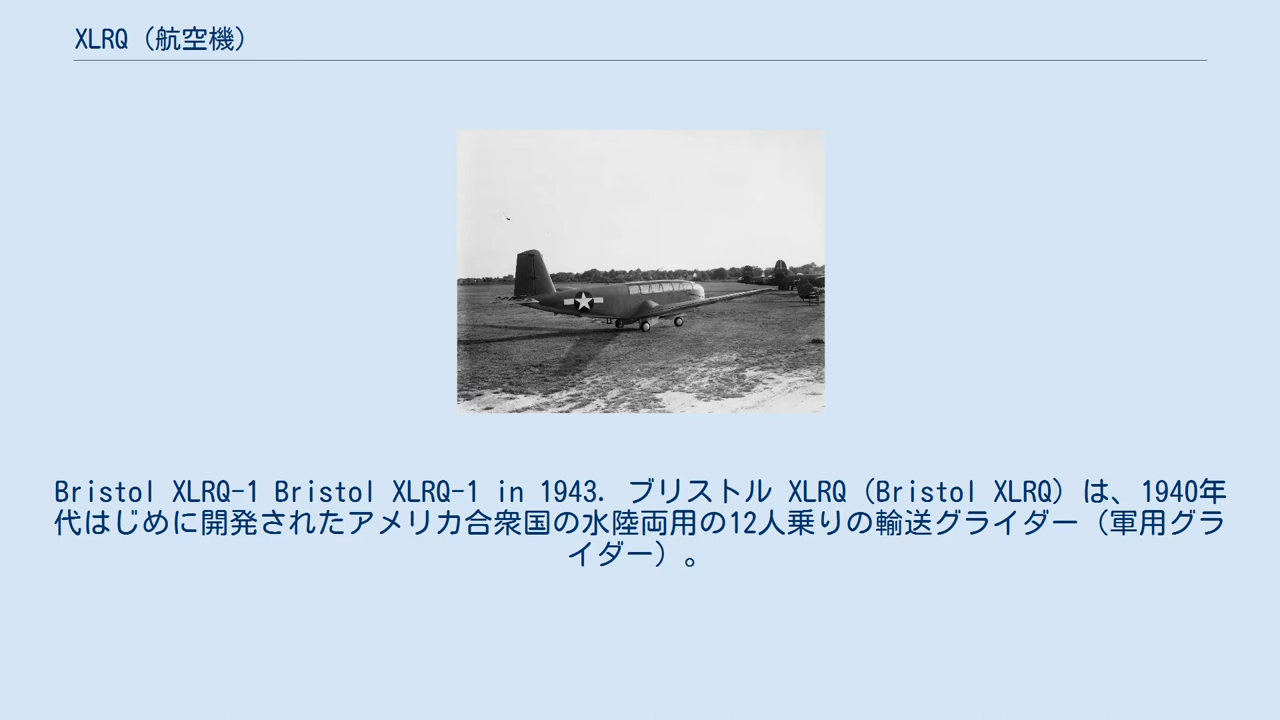 XLRQ（航空機）
Bristol XLRQ-1 Bristol XLRQ-1 in 1943. ブリストル XLRQ（Bristol XLRQ）は、1940年
代はじめに開発されたアメリカ合衆国の水陸両用の12人乗りの輸送グライダー（軍用グラ
イダー）。